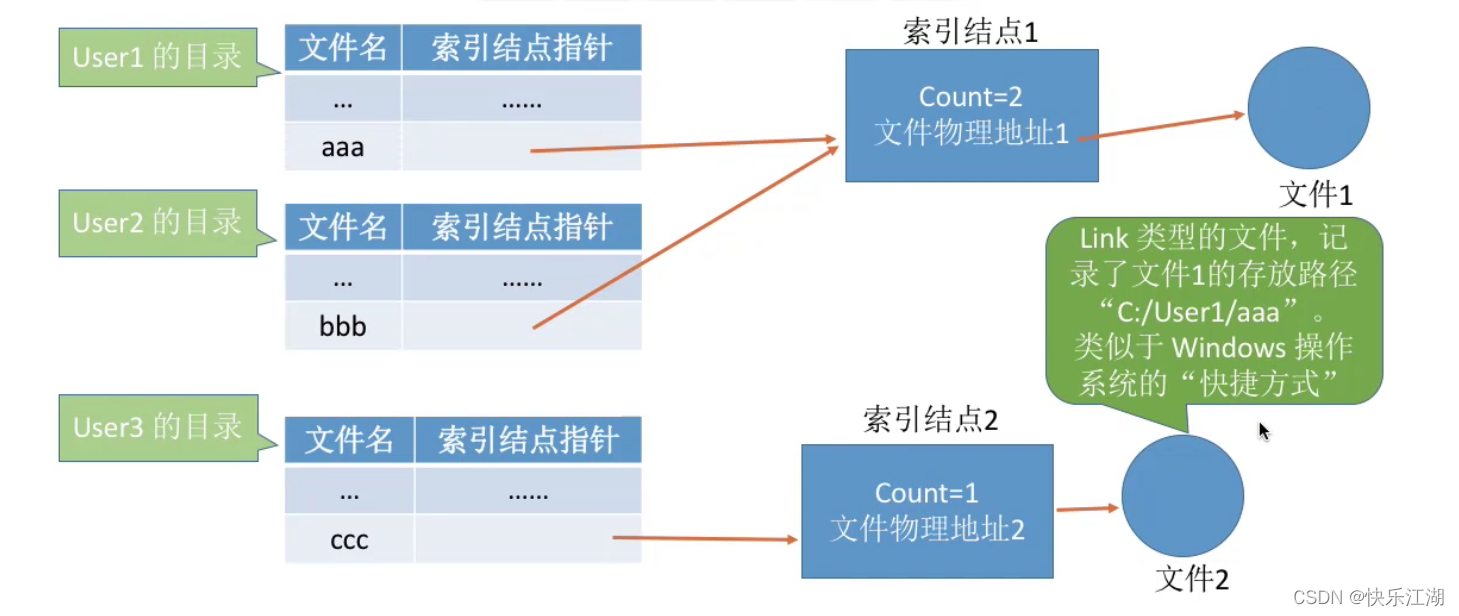 User1 的目录
文件名 索引结点指针
... ......
aaa
User2 的目录
文件名 索引结点指针
... ......
bbb
User3 的目录
文件名 索引结点指针
... ......
ccc
索引结点1
Count=2
文件物理地址1
文件1
Link 类型的文件，记
录了文件1的存放路径
“C:/User1/aaa”。
类似于 Windows 操作
系统的“快捷方式”
索引结点2
Count=1
文件物理地址2
文件2
CSDN @快乐江湖